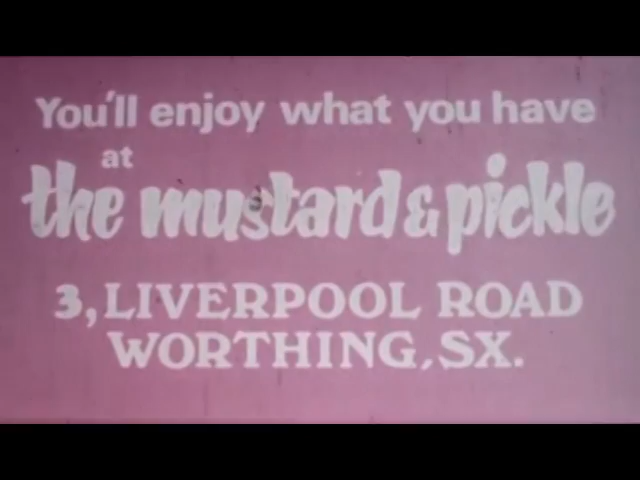 You'll enjoy what you have
at
the mustard & pickle
3, LIVERPOOL ROAD
WORTHING, SX.